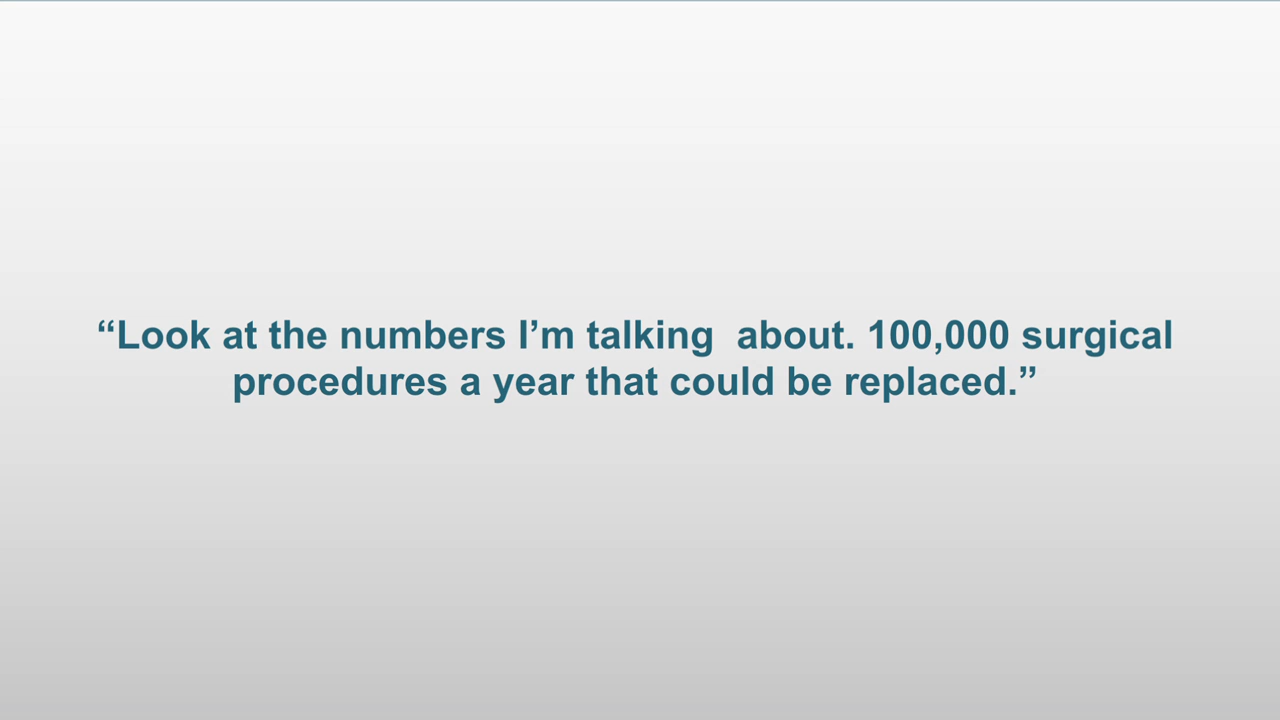 “Look at the numbers I’m talking  about. 100,000 surgical
procedures a year that could be replaced.”